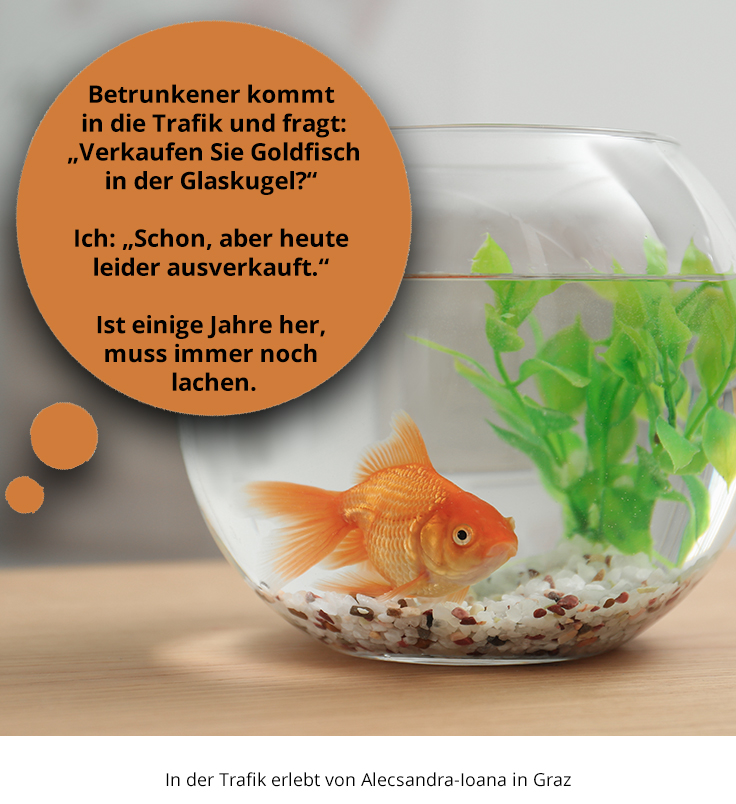 Betrunkener kommt
in die Trafik und fragt:
„Verkaufen Sie Goldfisch
in der Glaskugel?“
Ich: „Schon, aber heute
leider ausverkauft.“
Ist einige Jahre her,
muss immer noch
lachen.
In der Trafik erlebt von Alecsandra-Ioana in Graz